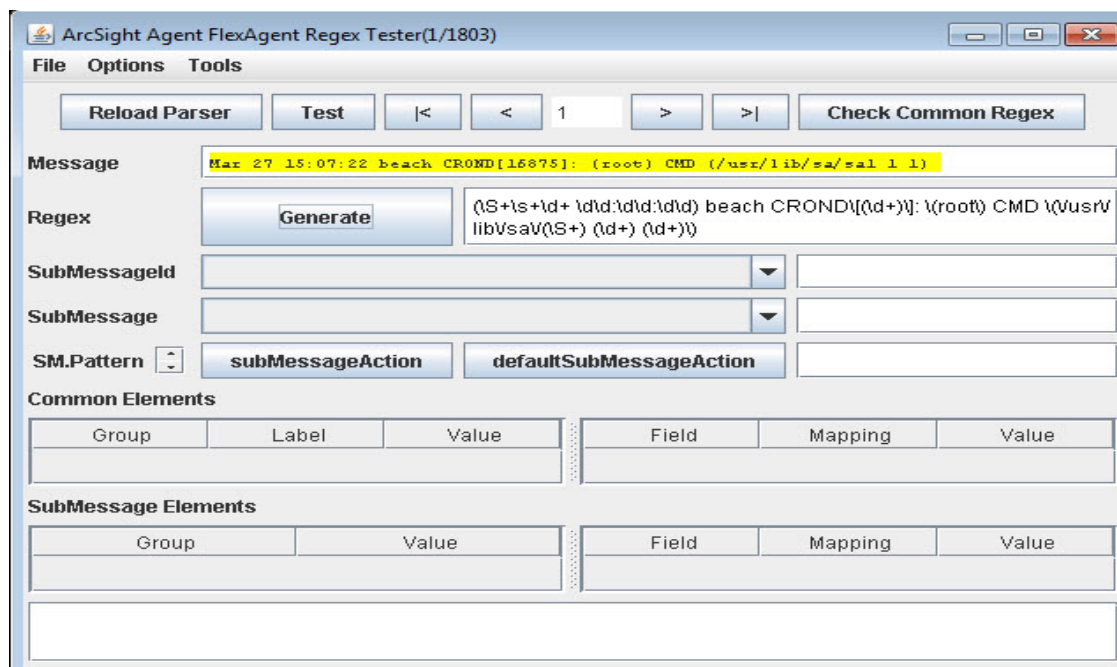 ArcSight Agent FlexAgent Regex Tester(1/1803)
File Options Tools
Reload Parser Test |< < 1 > >| Check Common Regex
Message Mar 27 15:07:22 beach CROND[16875]: (root) CMD (/usr/lib/sa/sa1 1 1)
Regex Generate (\S+\s+\d+ \d\d:\d\d:\d\d) beach CROND\[(\d+)\]: \(root\) CMD \(\/usr\/
lib\/sa\/(\S+) (\d+) (\d+)\)
SubMessageId
SubMessage
SM.Pattern subMessageAction defaultSubMessageAction
Common Elements
Group Label Value Field Mapping Value
SubMessage Elements
Group Value Field Mapping Value